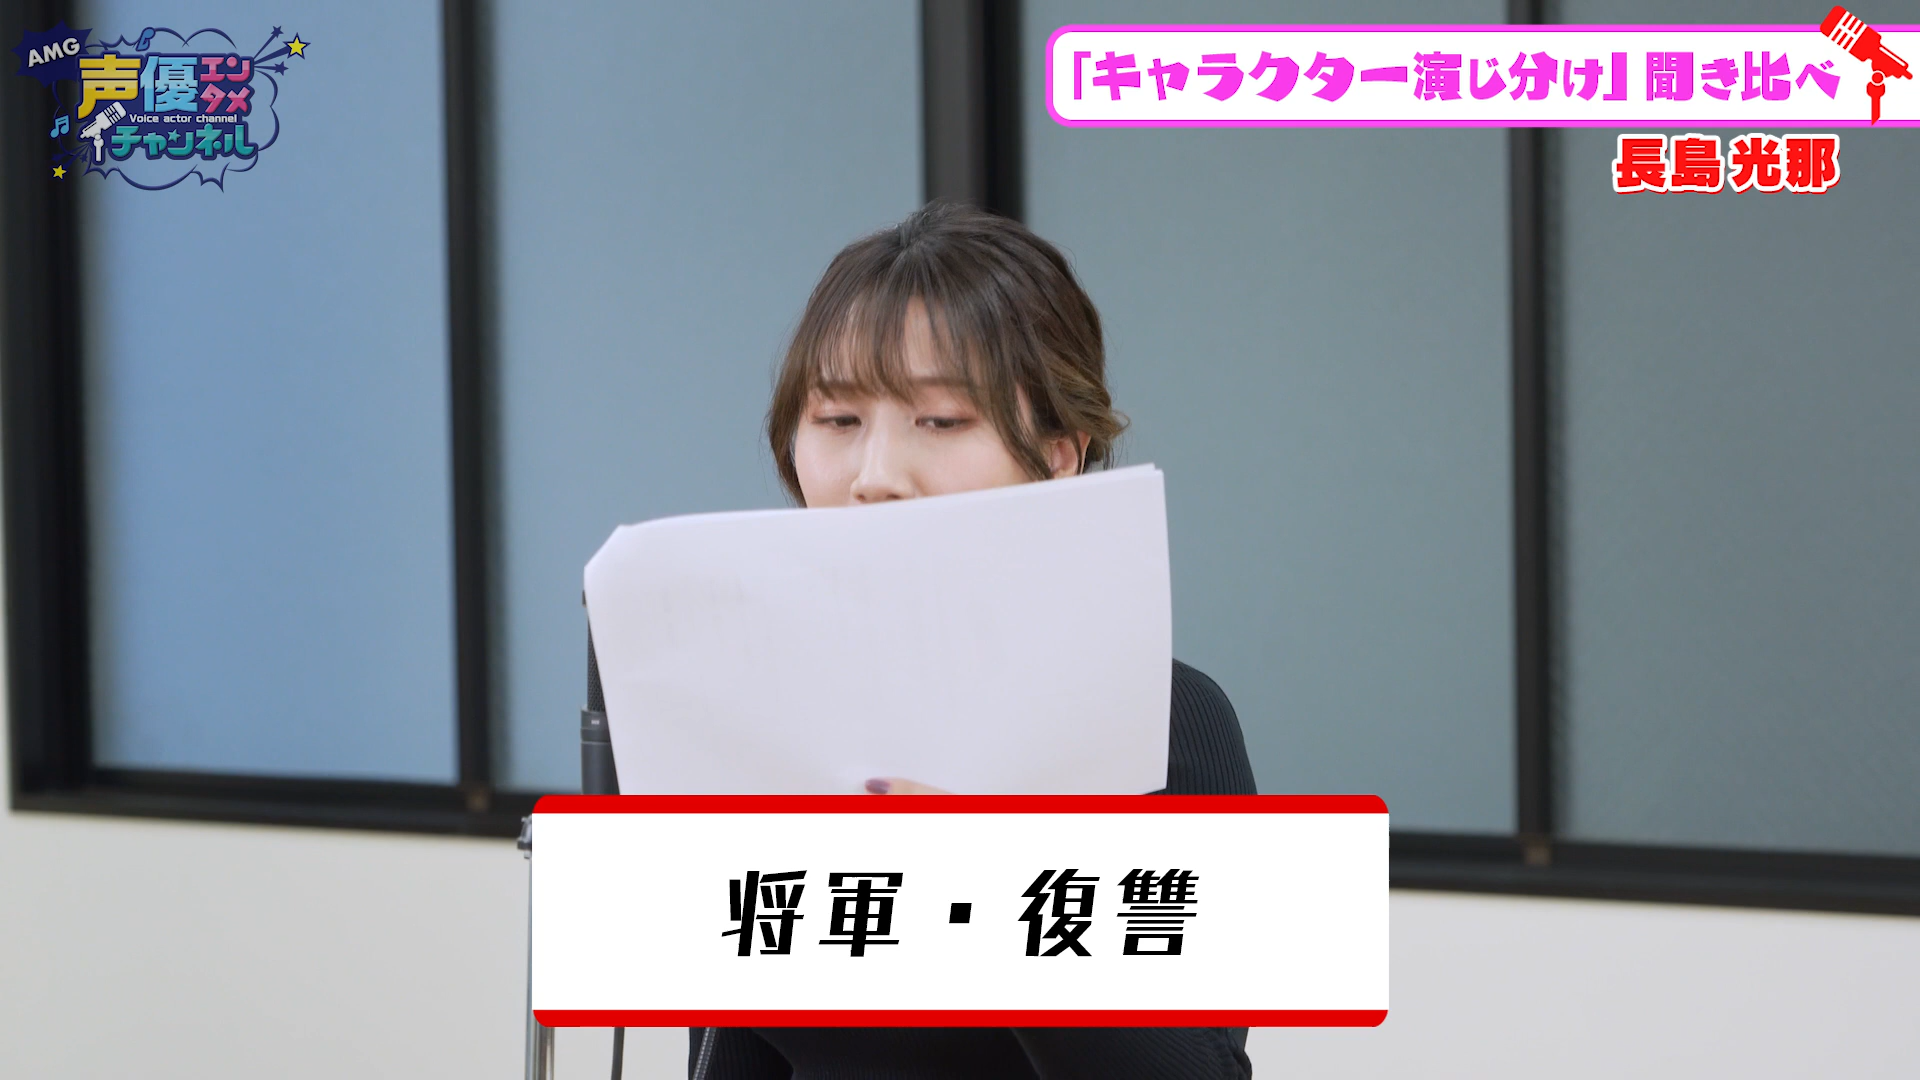 AMG
声優エンタメ
Voice actor channel
チャンネル
「キャラクター演じ分け」聞き比べ
長島光那
将軍・復讐